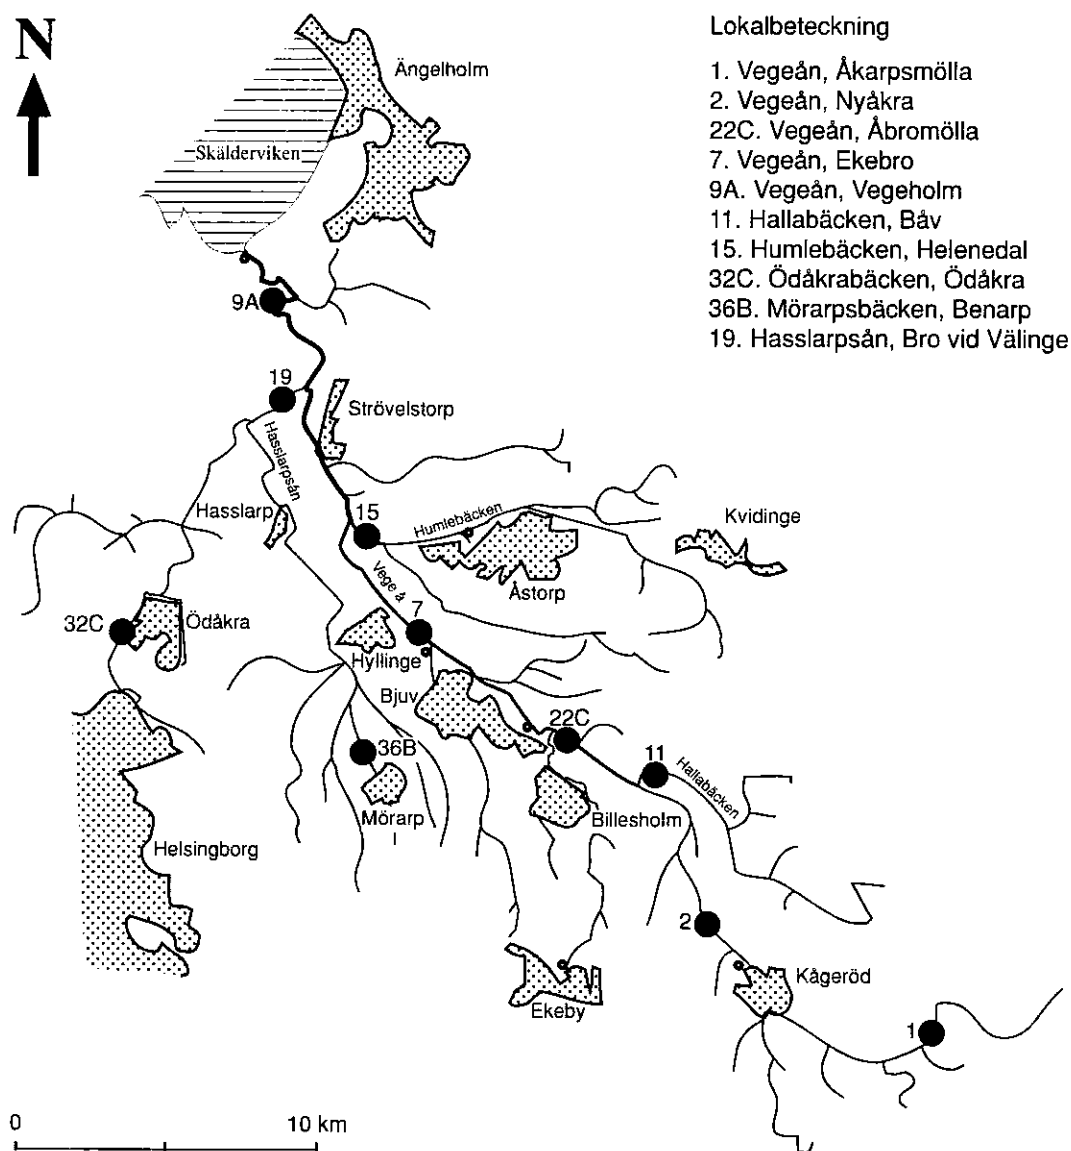 N
Lokalbeteckning
1. Vegeån, Åkarpsmölla
2. Vegeån, Nyåkra
22C. Vegeån, Åbromölla
7. Vegeån, Ekebro
9A. Vegeån, Vegeholm
11. Hallabäcken, Båv
15. Humlebäcken, Helenedal
32C. Ödåkrabäcken, Ödåkra
36B. Mörarpsbäcken, Benarp
19. Hasslarpsån, Bro vid Välinge
Ängelholm
Skälderviken
9A
19
Strövelstorp
Hasslarpsån
Hasslarp
15
Humlebäcken
Kvidinge
Åstorp
Vege å
7
32C
Ödåkra
Hyllinge
Bjuv
22C
36B
11
Hallabäcken
Mörarp
Billesholm
Helsingborg
2
Kågeröd
Ekeby
1
0
10 km